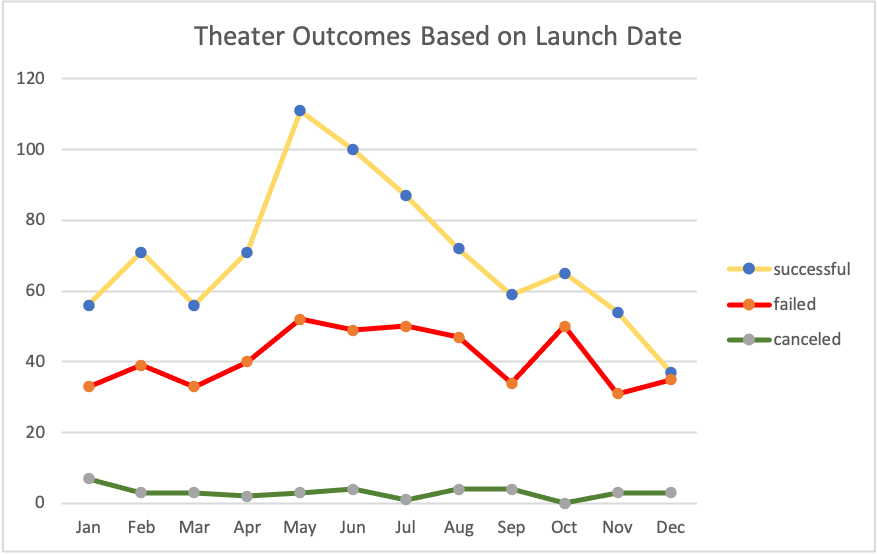 Theater Outcomes Based on Launch Date
120
100
80
60
40
20
0
Jan Feb Mar Apr May Jun Jul Aug Sep Oct Nov Dec
successful
failed
canceled